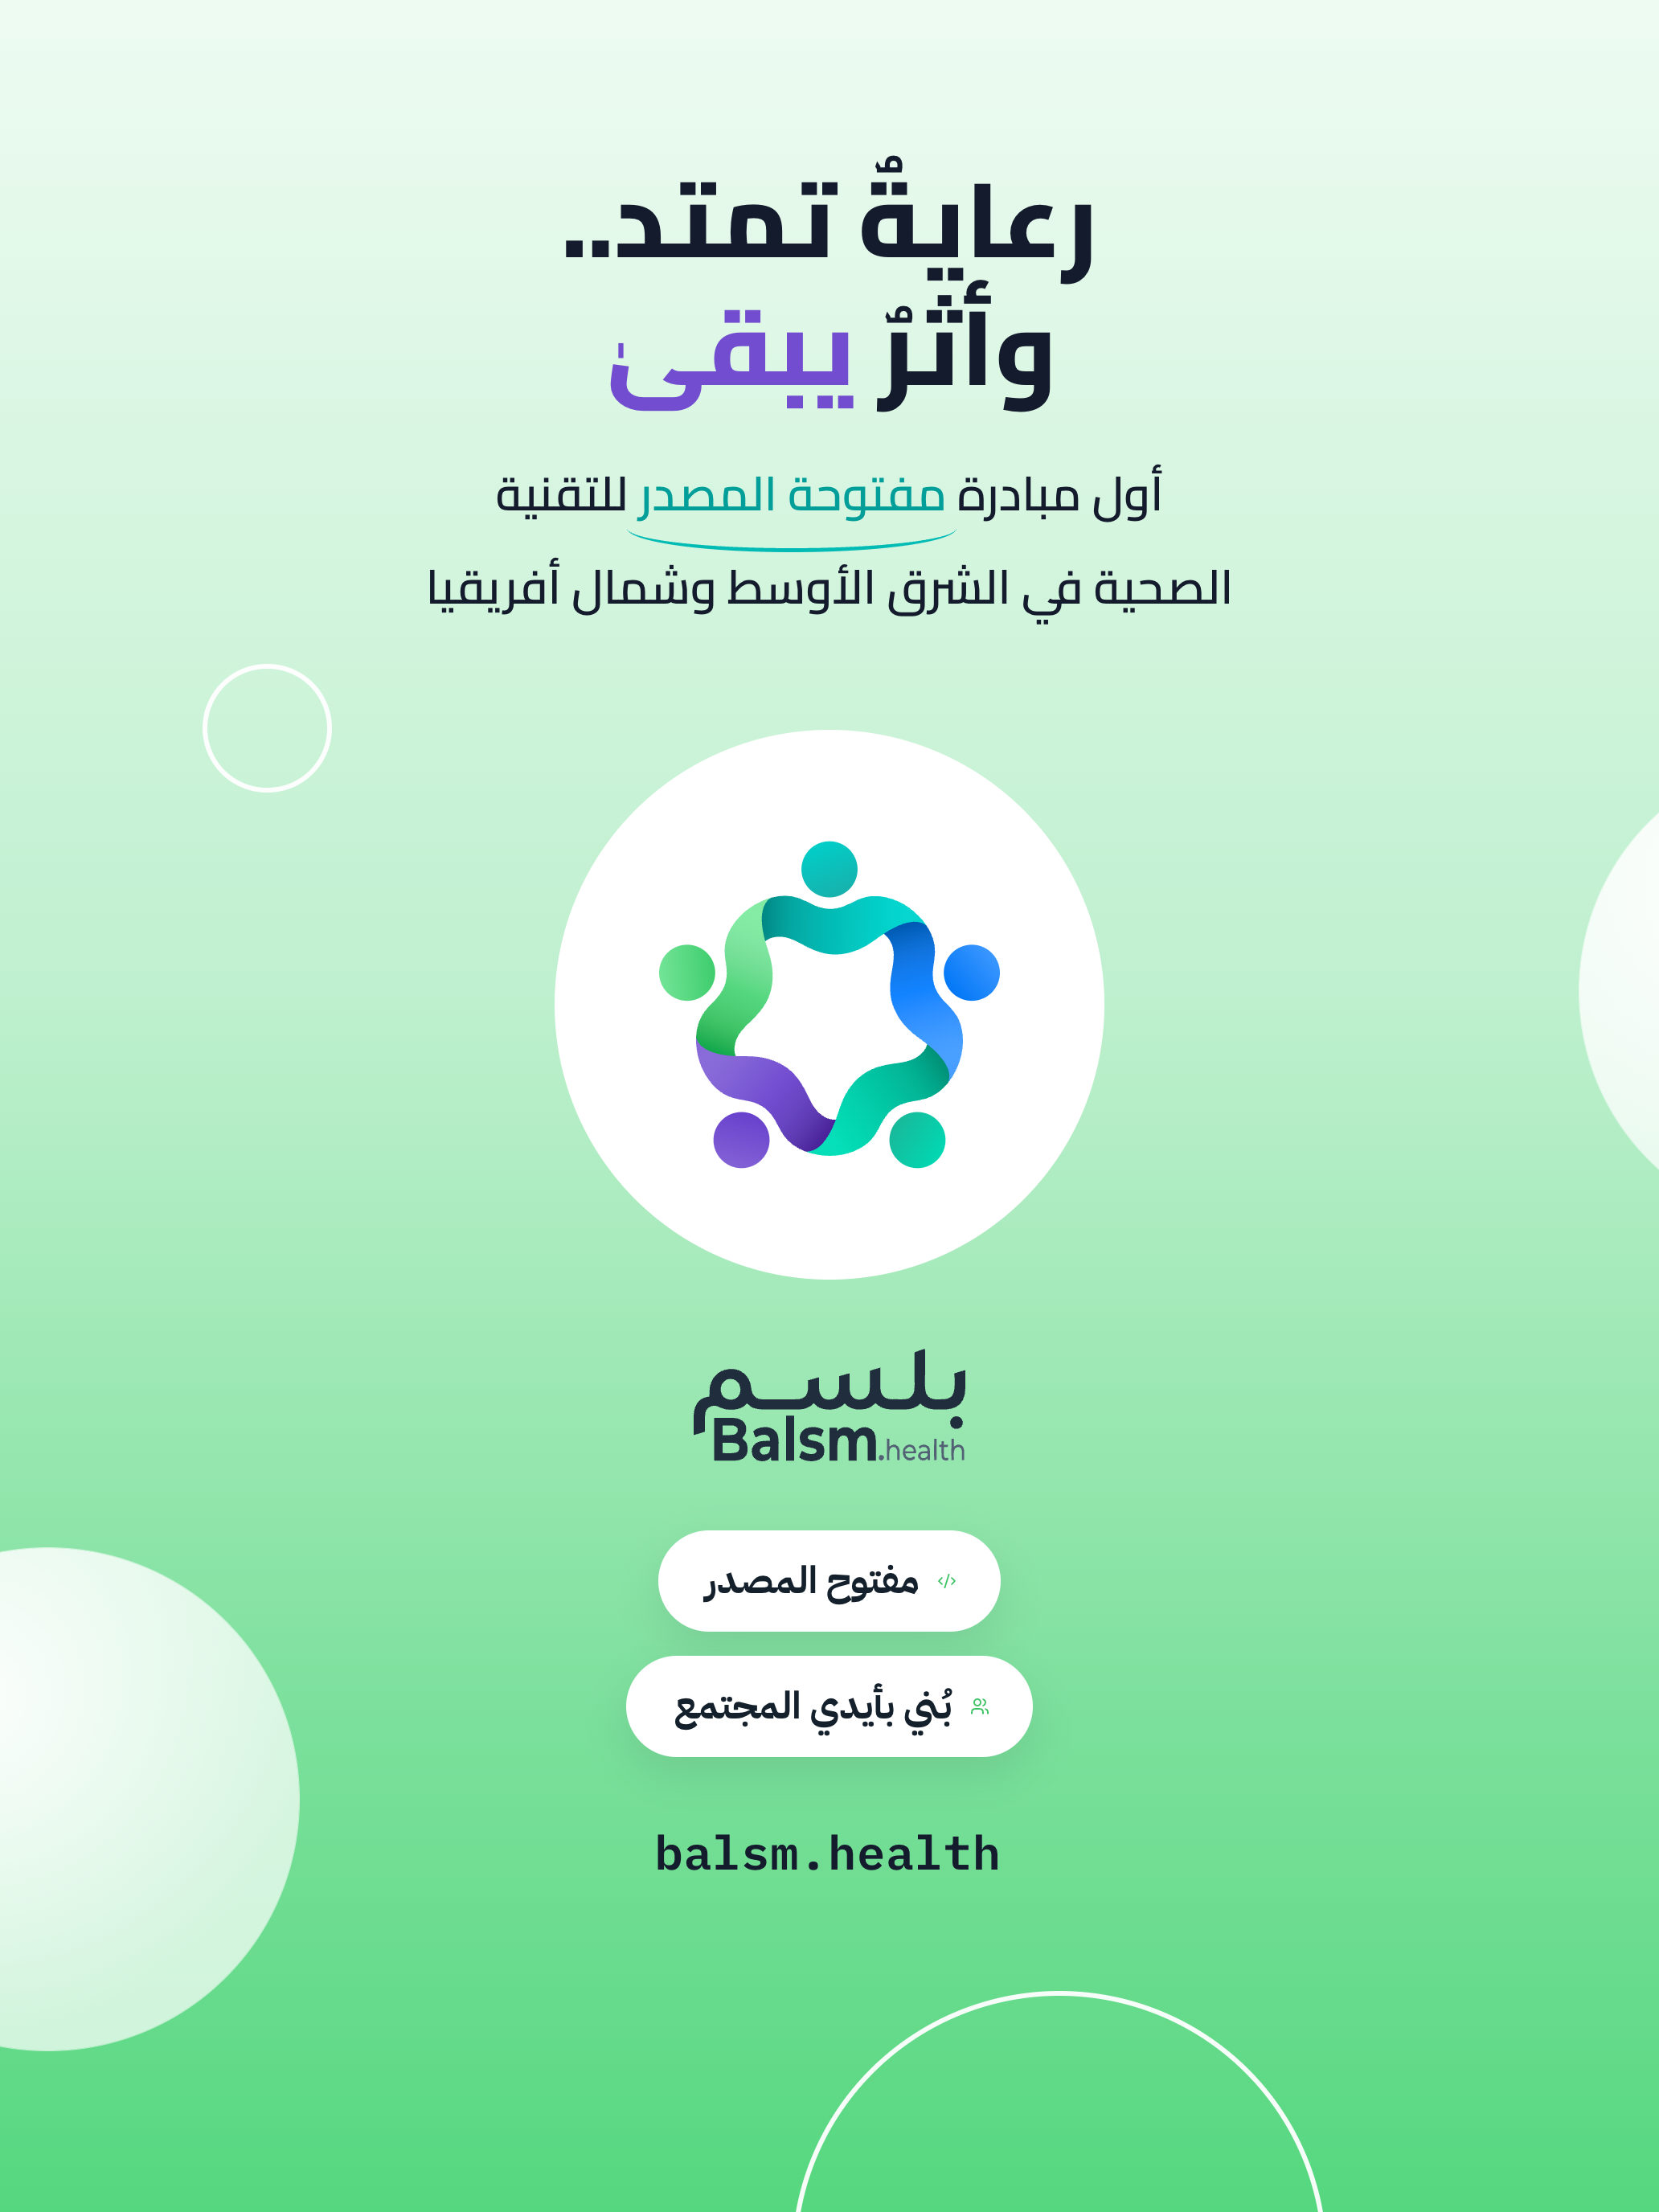 رعايةٌ تمتد..
وأثرٌ يبقىٰ
أول مبادرة مفتوحة المصدر للتقنية
الصحية في الشرق الأوسط وشمال أفريقيا
بلسم
Balsm.health
مفتوح المصدر
بُني بأيدي المجتمع
balsm.health